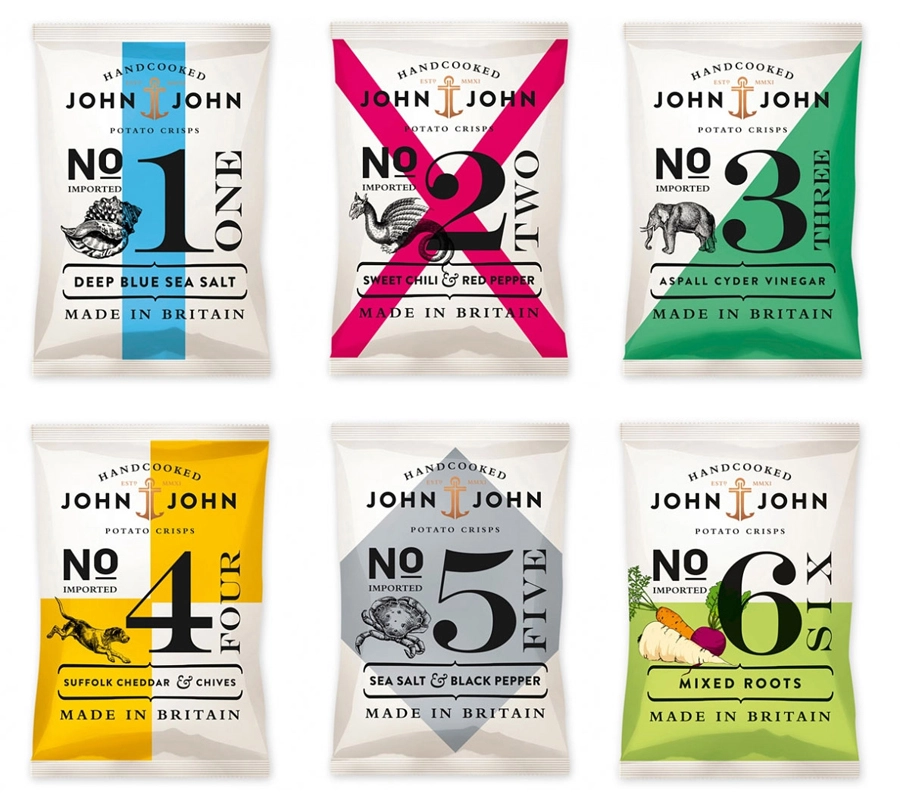 HANDCOOKED
ESTD MMXI
JOHN JOHN
POTATO CRISPS
NO 1 ONE
IMPORTED
DEEP BLUE SEA SALT
MADE IN BRITAIN
HANDCOOKED
ESTD MMXI
JOHN JOHN
POTATO CRISPS
NO 2 TWO
IMPORTED
SWEET CHILI & RED PEPPER
MADE IN BRITAIN
HANDCOOKED
ESTD MMXI
JOHN JOHN
POTATO CRISPS
NO 3 THREE
IMPORTED
ASPALL CYDER VINEGAR
MADE IN BRITAIN
HANDCOOKED
ESTD MMXI
JOHN JOHN
POTATO CRISPS
NO 4 FOUR
IMPORTED
SUFFOLK CHEDDAR & CHIVES
MADE IN BRITAIN
HANDCOOKED
ESTD MMXI
JOHN JOHN
POTATO CRISPS
NO 5 FIVE
IMPORTED
SEA SALT & BLACK PEPPER
MADE IN BRITAIN
HANDCOOKED
ESTD MMXI
JOHN JOHN
POTATO CRISPS
NO 6 SIX
IMPORTED
MIXED ROOTS
MADE IN BRITAIN